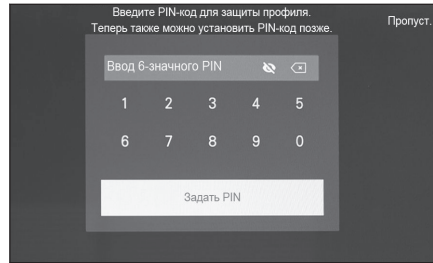 Введите PIN-код для защиты профиля.
Теперь также можно установить PIN-код позже.
Пропуст.
Ввод 6-значного PIN
1 2 3 4 5
6 7 8 9 0
Задать PIN